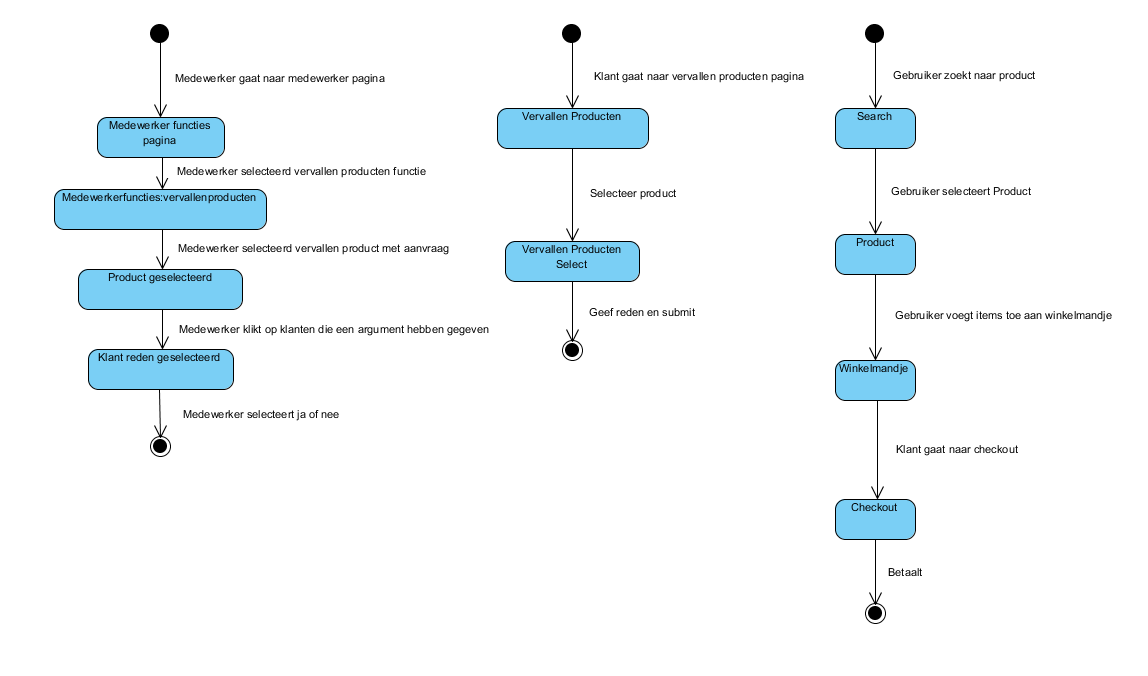 Medewerker gaat naar medewerker pagina
Medewerker functies
pagina
Medewerker selecteerd vervallen producten functie
Medewerkerfuncties:vervallenproducten
Medewerker selecteerd vervallen product met aanvraag
Product geselecteerd
Medewerker klikt op klanten die een argument hebben gegeven
Klant reden geselecteerd
Medewerker selecteert ja of nee
Klant gaat naar vervallen producten pagina
Vervallen Producten
Selecteer product
Vervallen Producten
Select
Geef reden en submit
Gebruiker zoekt naar product
Search
Gebruiker selecteert Product
Product
Gebruiker voegt items toe aan winkelmandje
Winkelmandje
Klant gaat naar checkout
Checkout
Betaalt